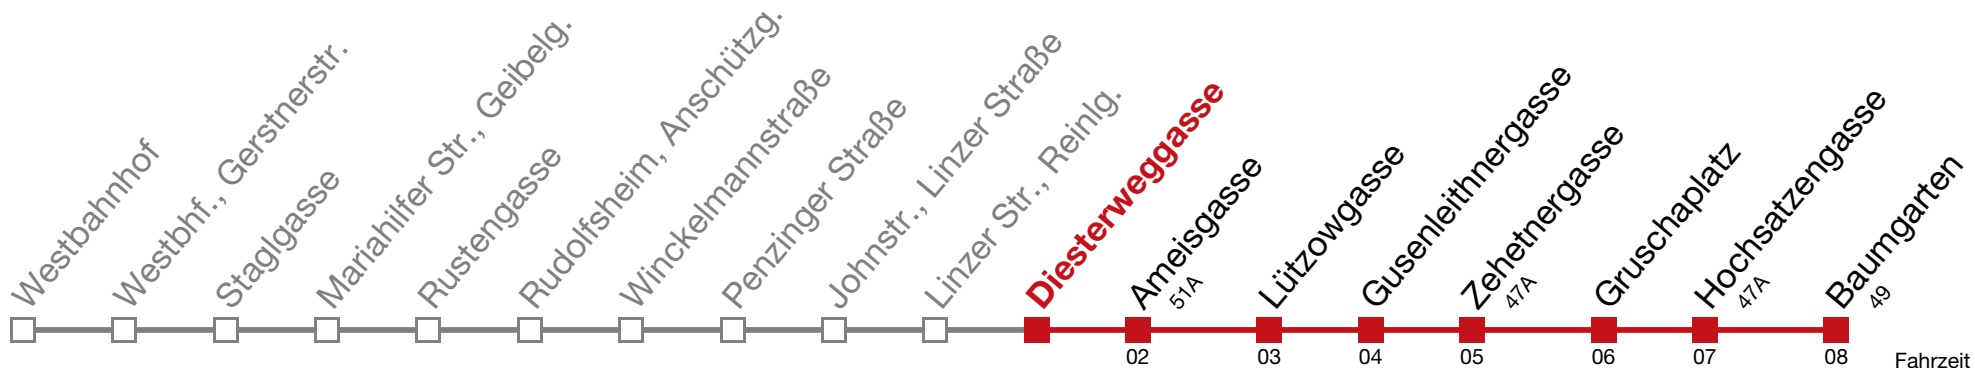 Westbahnhof
Westbhf., Gerstnerstr.
Staglgasse
Mariahilfer Str., Geibelg.
Rustengasse
Rudolfsheim, Anschützg.
Winckelmannstraße
Penzinger Straße
Johnstr., Linzer Straße
Linzer Str., Reinlg.
Diesterweggasse
Ameisgasse
51A
Lützowgasse
Gusenleithnergasse
Zehetnergasse
47A
Gruschaplatz
Hochsatzengasse
47A
Baumgarten
49
02 03 04 05 06 07 08 Fahrzeit